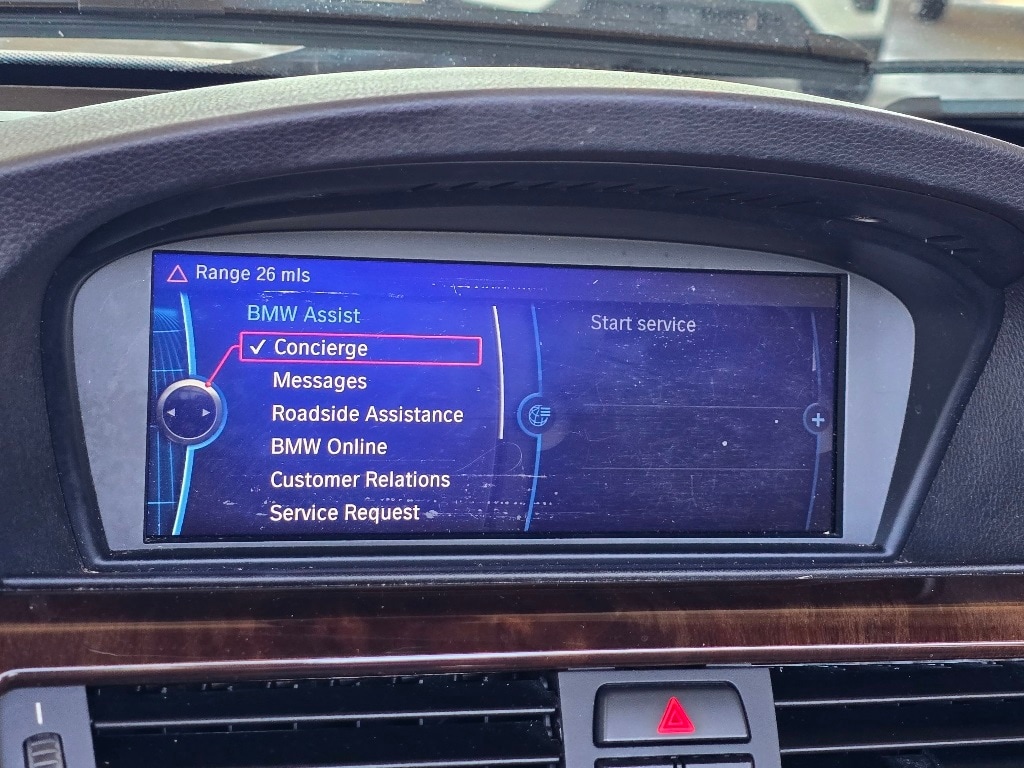 Range 26 mls
BMW Assist
✓ Concierge
Messages
Roadside Assistance
BMW Online
Customer Relations
Service Request
Start service